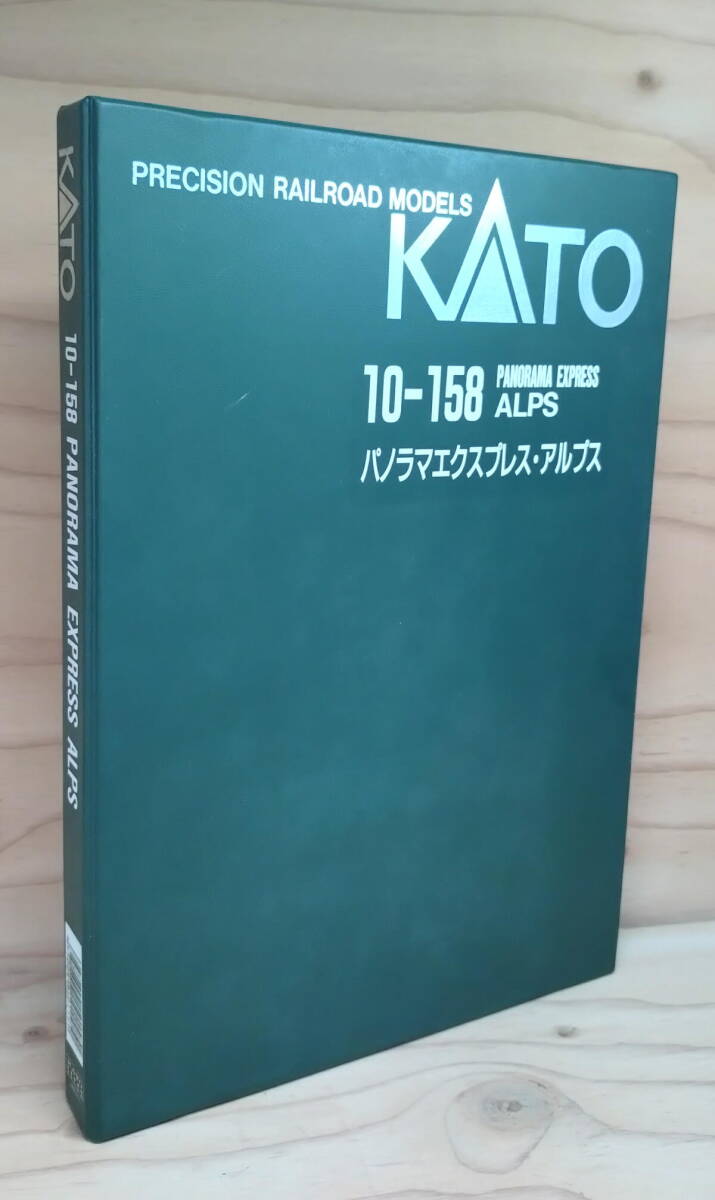 PRECISION RAILROAD MODELS
KATO
10-158 PANORAMA EXPRESS
ALPS
パノラマエクスプレス・アルプス
KATO 10-158 PANORAMA EXPRESS ALPS